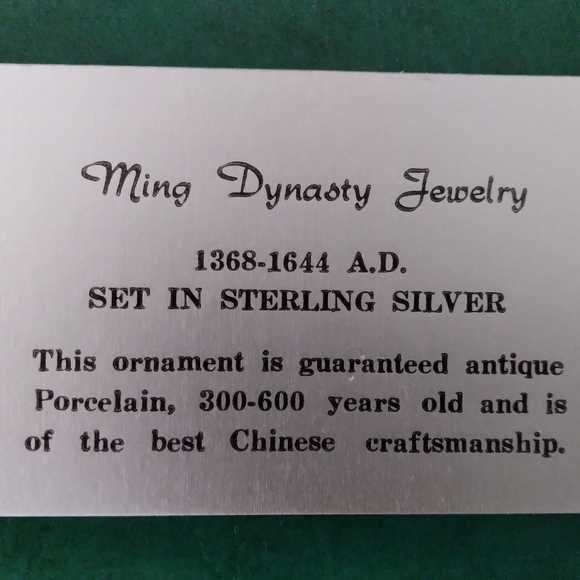 Ming Dynasty Jewelry
1368-1644 A.D.
SET IN STERLING SILVER
This ornament is guaranteed antique
Porcelain, 300-600 years old and is
of the best Chinese craftsmanship.